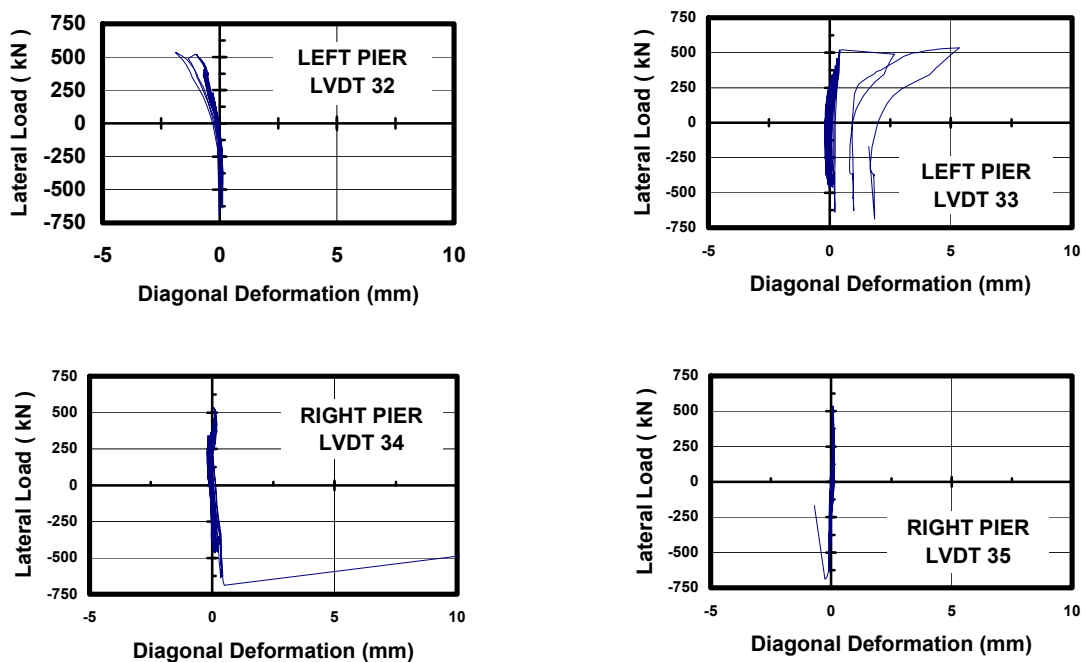 Lateral Load ( kN )
750
500
250
0
-250
-500
-750
LEFT PIER
LVDT 32
-5
0
5
10
Diagonal Deformation (mm)
Lateral Load ( kN )
750
500
250
0
-250
-500
-750
LEFT PIER
LVDT 33
-5
0
5
10
Diagonal Deformation (mm)
Lateral Load ( kN )
750
500
250
0
-250
-500
-750
RIGHT PIER
LVDT 34
-5
0
5
10
Diagonal Deformation (mm)
Lateral Load ( kN )
750
500
250
0
-250
-500
-750
RIGHT PIER
LVDT 35
-5
0
5
10
Diagonal Deformation (mm)